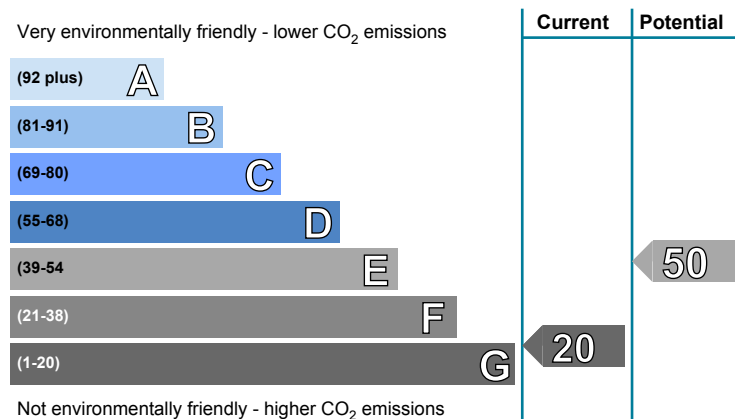 Current Potential
Very environmentally friendly - lower CO₂ emissions
(92 plus) A
(81-91) B
(69-80) C
(55-68) D
(39-54 E
50
(21-38) F
(1-20) G
20
Not environmentally friendly - higher CO₂ emissions